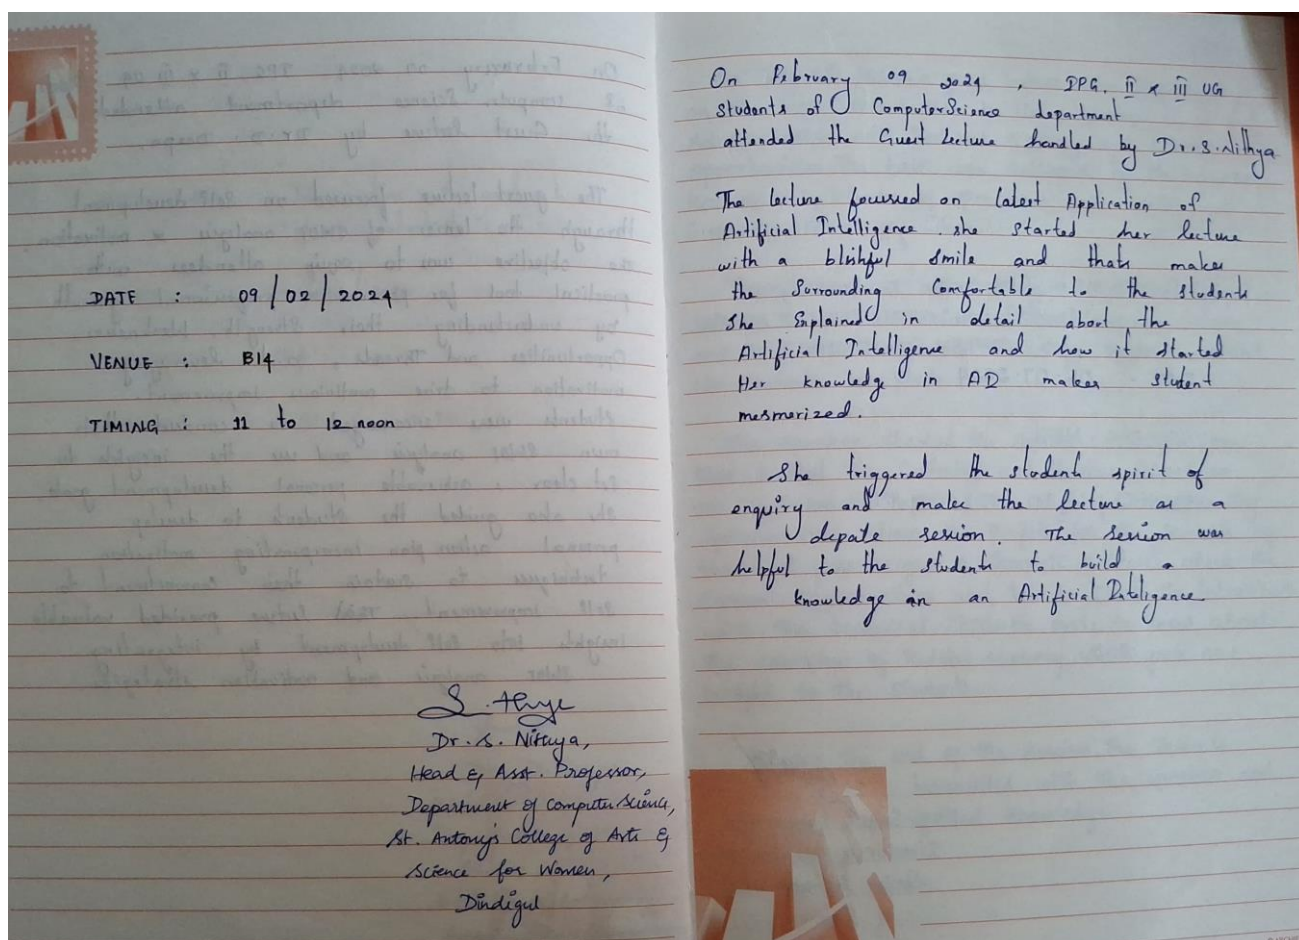 DATE : 09/02/2024
VENUE : B14
TIMING : 11 to 12 noon
Dr. S. Nithya,
Head & Asst. Professor,
Department of Computer Science,
St. Antony's College of Arts &
Science for Women,
Dindigul
On February 09 2024, IPG, II & III UG
students of Computer Science department
attended the Guest Lecture handled by Dr. S. Nithya
The lecture focussed on latest Application of
Artificial Intelligence. she started her lecture
with a smile and thats makes
the Surrounding Comfortable to the students
She Explained in detail about the
Artificial Intelligence and how it started
Her knowledge in AD makes student
mesmerized.
She triggered the students spirit of
enquiry and makes the lecture as a
depate session. The session was
helpful to the students to build a
knowledge in an Artificial